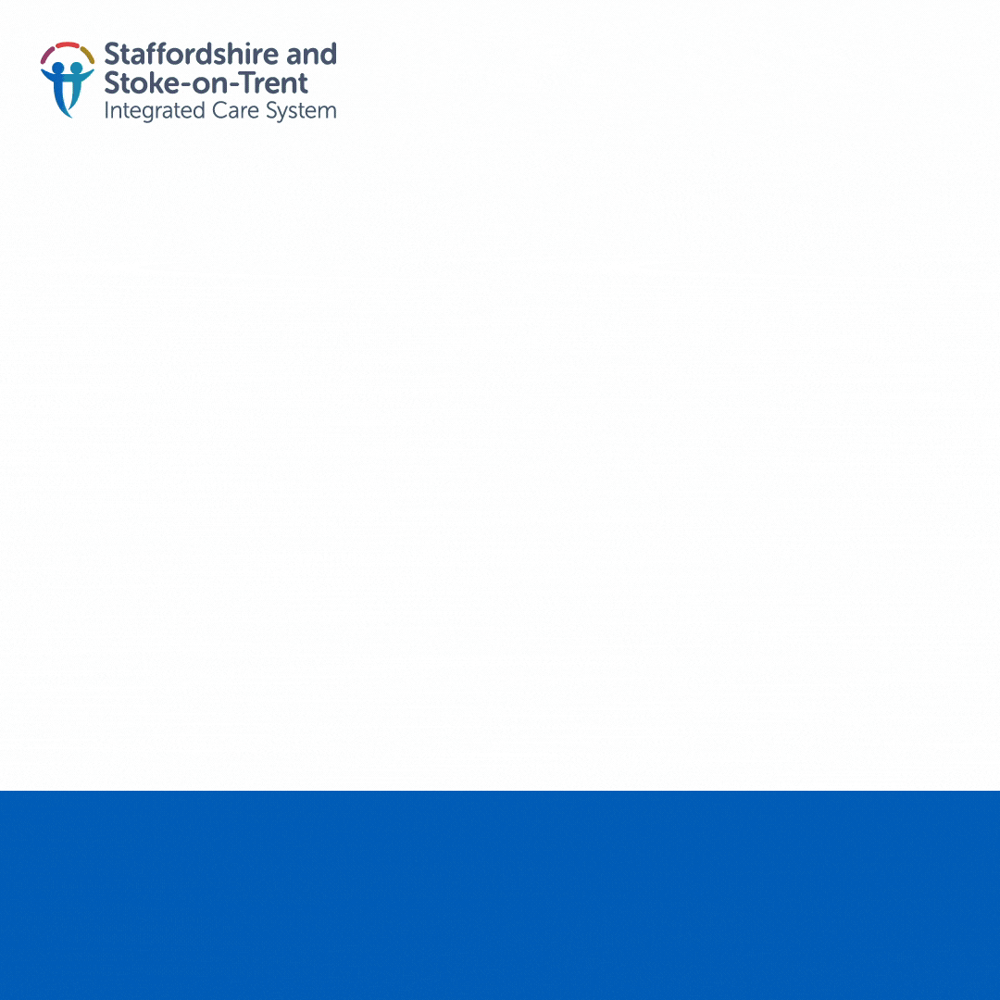 Staffordshire and
Stoke-on-Trent
Integrated Care System